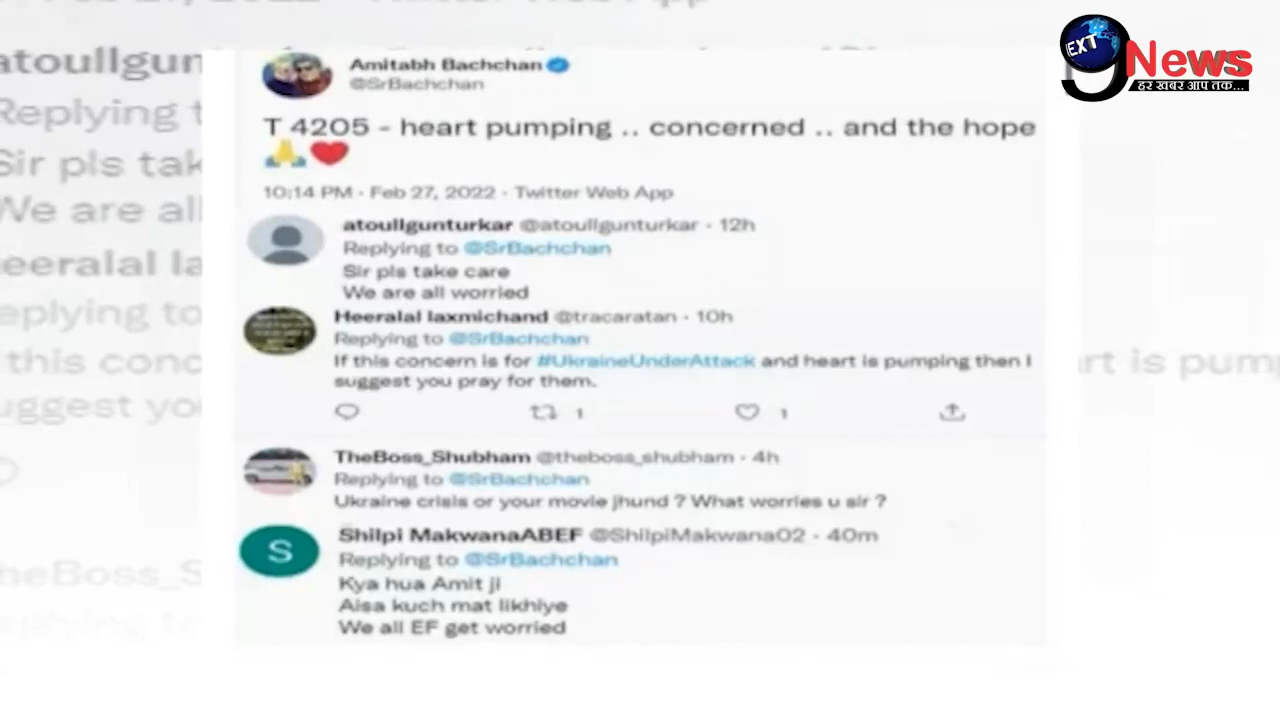 EXT
9 News
हर खबर आप तक...
Amitabh Bachchan
@SrBachchan
T 4205 - heart pumping .. concerned .. and the hope
🙏❤️
10:14 PM · Feb 27, 2022 · Twitter Web App
atoullgunturkar @atoullgunturkar · 12h
Replying to @SrBachchan
Sir pls take care
We are all worried
Heeralal laxmichand @tracaratan · 10h
Replying to @SrBachchan
If this concern is for #UkraineUnderAttack and heart is pumping then I
suggest you pray for them.
1 1
TheBoss_Shubham @theboss_shubham · 4h
Replying to @SrBachchan
Ukraine crisis or your movie jhund ? What worries u sir ?
S
Shilpi MakwanaABEF @ShilpiMakwana02 · 40m
Replying to @SrBachchan
Kya hua Amit ji
Aisa kuch mat likhiye
We all EF get worried